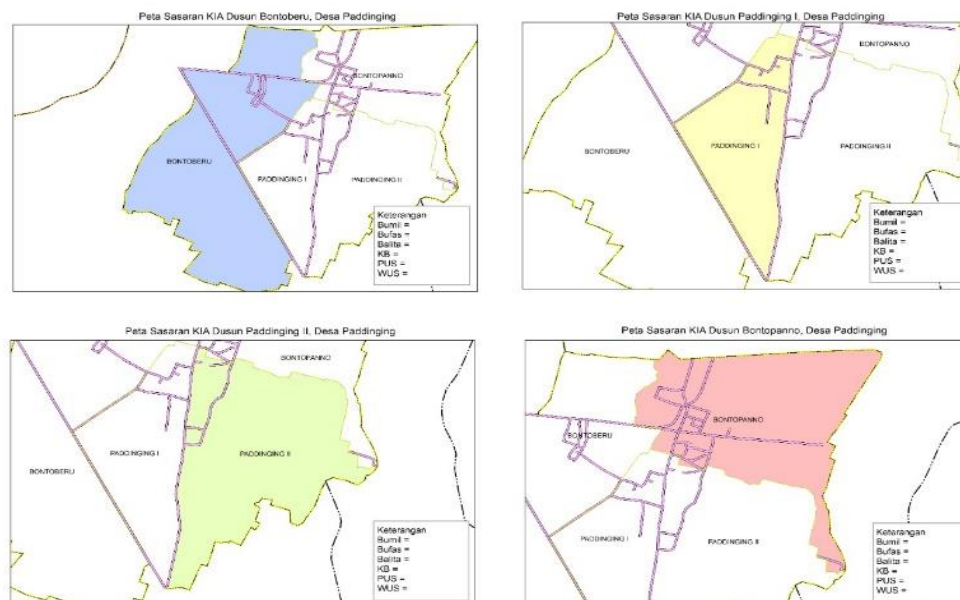 Peta Sasaran KIA Dusun Bontoberu, Desa Paddinging
BONTOPANNO
BONTOBERU
PADDINGING I
PADDINGING II
Keterangan
Bumil =
Bufas =
Balita =
KB =
PUS =
WUS =
Peta Sasaran KIA Dusun Paddinging I, Desa Paddinging
BONTOPANNO
BONTOBERU
PADDINGING I
PADDINGING II
Keterangan
Bumil =
Bufas =
Balita =
KB =
PUS =
WUS =
Peta Sasaran KIA Dusun Paddinging II, Desa Paddinging
BONTOPANNO
BONTOBERU
PADDINGING I
PADDINGING II
Keterangan
Bumil =
Bufas =
Balita =
KB =
PUS =
WUS =
Peta Sasaran KIA Dusun Bontopanno, Desa Paddinging
BONTOPANNO
BONTOBERU
PADDINGING I
PADDINGING II
Keterangan
Bumil =
Bufas =
Balita =
KB =
PUS =
WUS =